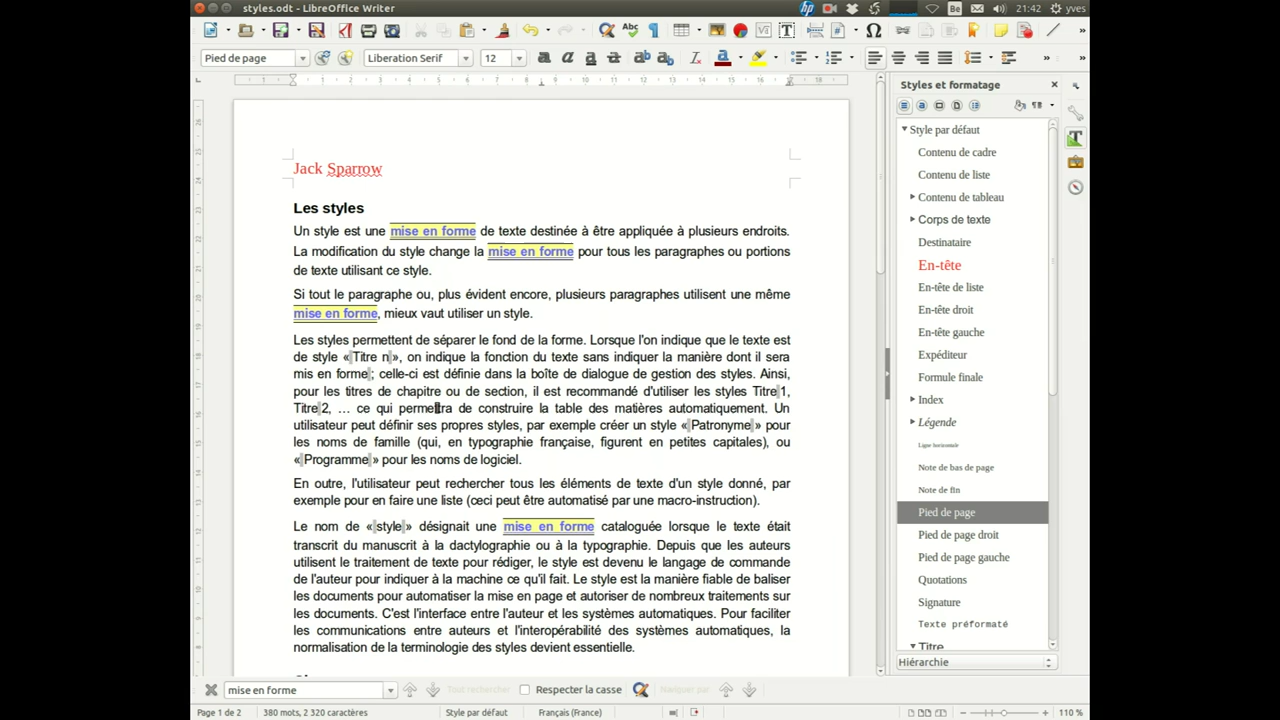 styles.odt - LibreOffice Writer
Be
21:42
yves
Pied de page
Liberation Serif
12
Styles et formatage
Style par défaut
Contenu de cadre
Contenu de liste
Contenu de tableau
Corps de texte
Destinataire
En-tête
En-tête de liste
En-tête droit
En-tête gauche
Expéditeur
Formule finale
Index
Légende
Ligne horizontale
Note de bas de page
Note de fin
Pied de page
Pied de page droit
Pied de page gauche
Quotations
Signature
Texte préformaté
Titre
Hiérarchie
Jack Sparrow
Les styles
Un style est une mise en forme de texte destinée à être appliquée à plusieurs endroits.
La modification du style change la mise en forme pour tous les paragraphes ou portions
de texte utilisant ce style.
Si tout le paragraphe ou, plus évident encore, plusieurs paragraphes utilisent une même
mise en forme, mieux vaut utiliser un style.
Les styles permettent de séparer le fond de la forme. Lorsque l'on indique que le texte est
de style « Titre n », on indique la fonction du texte sans indiquer la manière dont il sera
mis en forme ; celle-ci est définie dans la boîte de dialogue de gestion des styles. Ainsi,
pour les titres de chapitre ou de section, il est recommandé d'utiliser les styles Titre 1,
Titre 2, … ce qui permettra de construire la table des matières automatiquement. Un
utilisateur peut définir ses propres styles, par exemple créer un style « Patronyme » pour
les noms de famille (qui, en typographie française, figurent en petites capitales), ou
« Programme » pour les noms de logiciel.
En outre, l'utilisateur peut rechercher tous les éléments de texte d'un style donné, par
exemple pour en faire une liste (ceci peut être automatisé par une macro-instruction).
Le nom de « style » désignait une mise en forme cataloguée lorsque le texte était
transcrit du manuscrit à la dactylographie ou à la typographie. Depuis que les auteurs
utilisent le traitement de texte pour rédiger, le style est devenu le langage de commande
de l'auteur pour indiquer à la machine ce qu'il fait. Le style est la manière fiable de baliser
les documents pour automatiser la mise en page et autoriser de nombreux traitements sur
les documents. C'est l'interface entre l'auteur et les systèmes automatiques. Pour faciliter
les communications entre auteurs et l'interopérabilité des systèmes automatiques, la
normalisation de la terminologie des styles devient essentielle.
mise en forme
Tout rechercher
Respecter la casse
Naviguer par
Page 1 de 2
380 mots, 2 320 caractères
Style par défaut
Français (France)
110 %